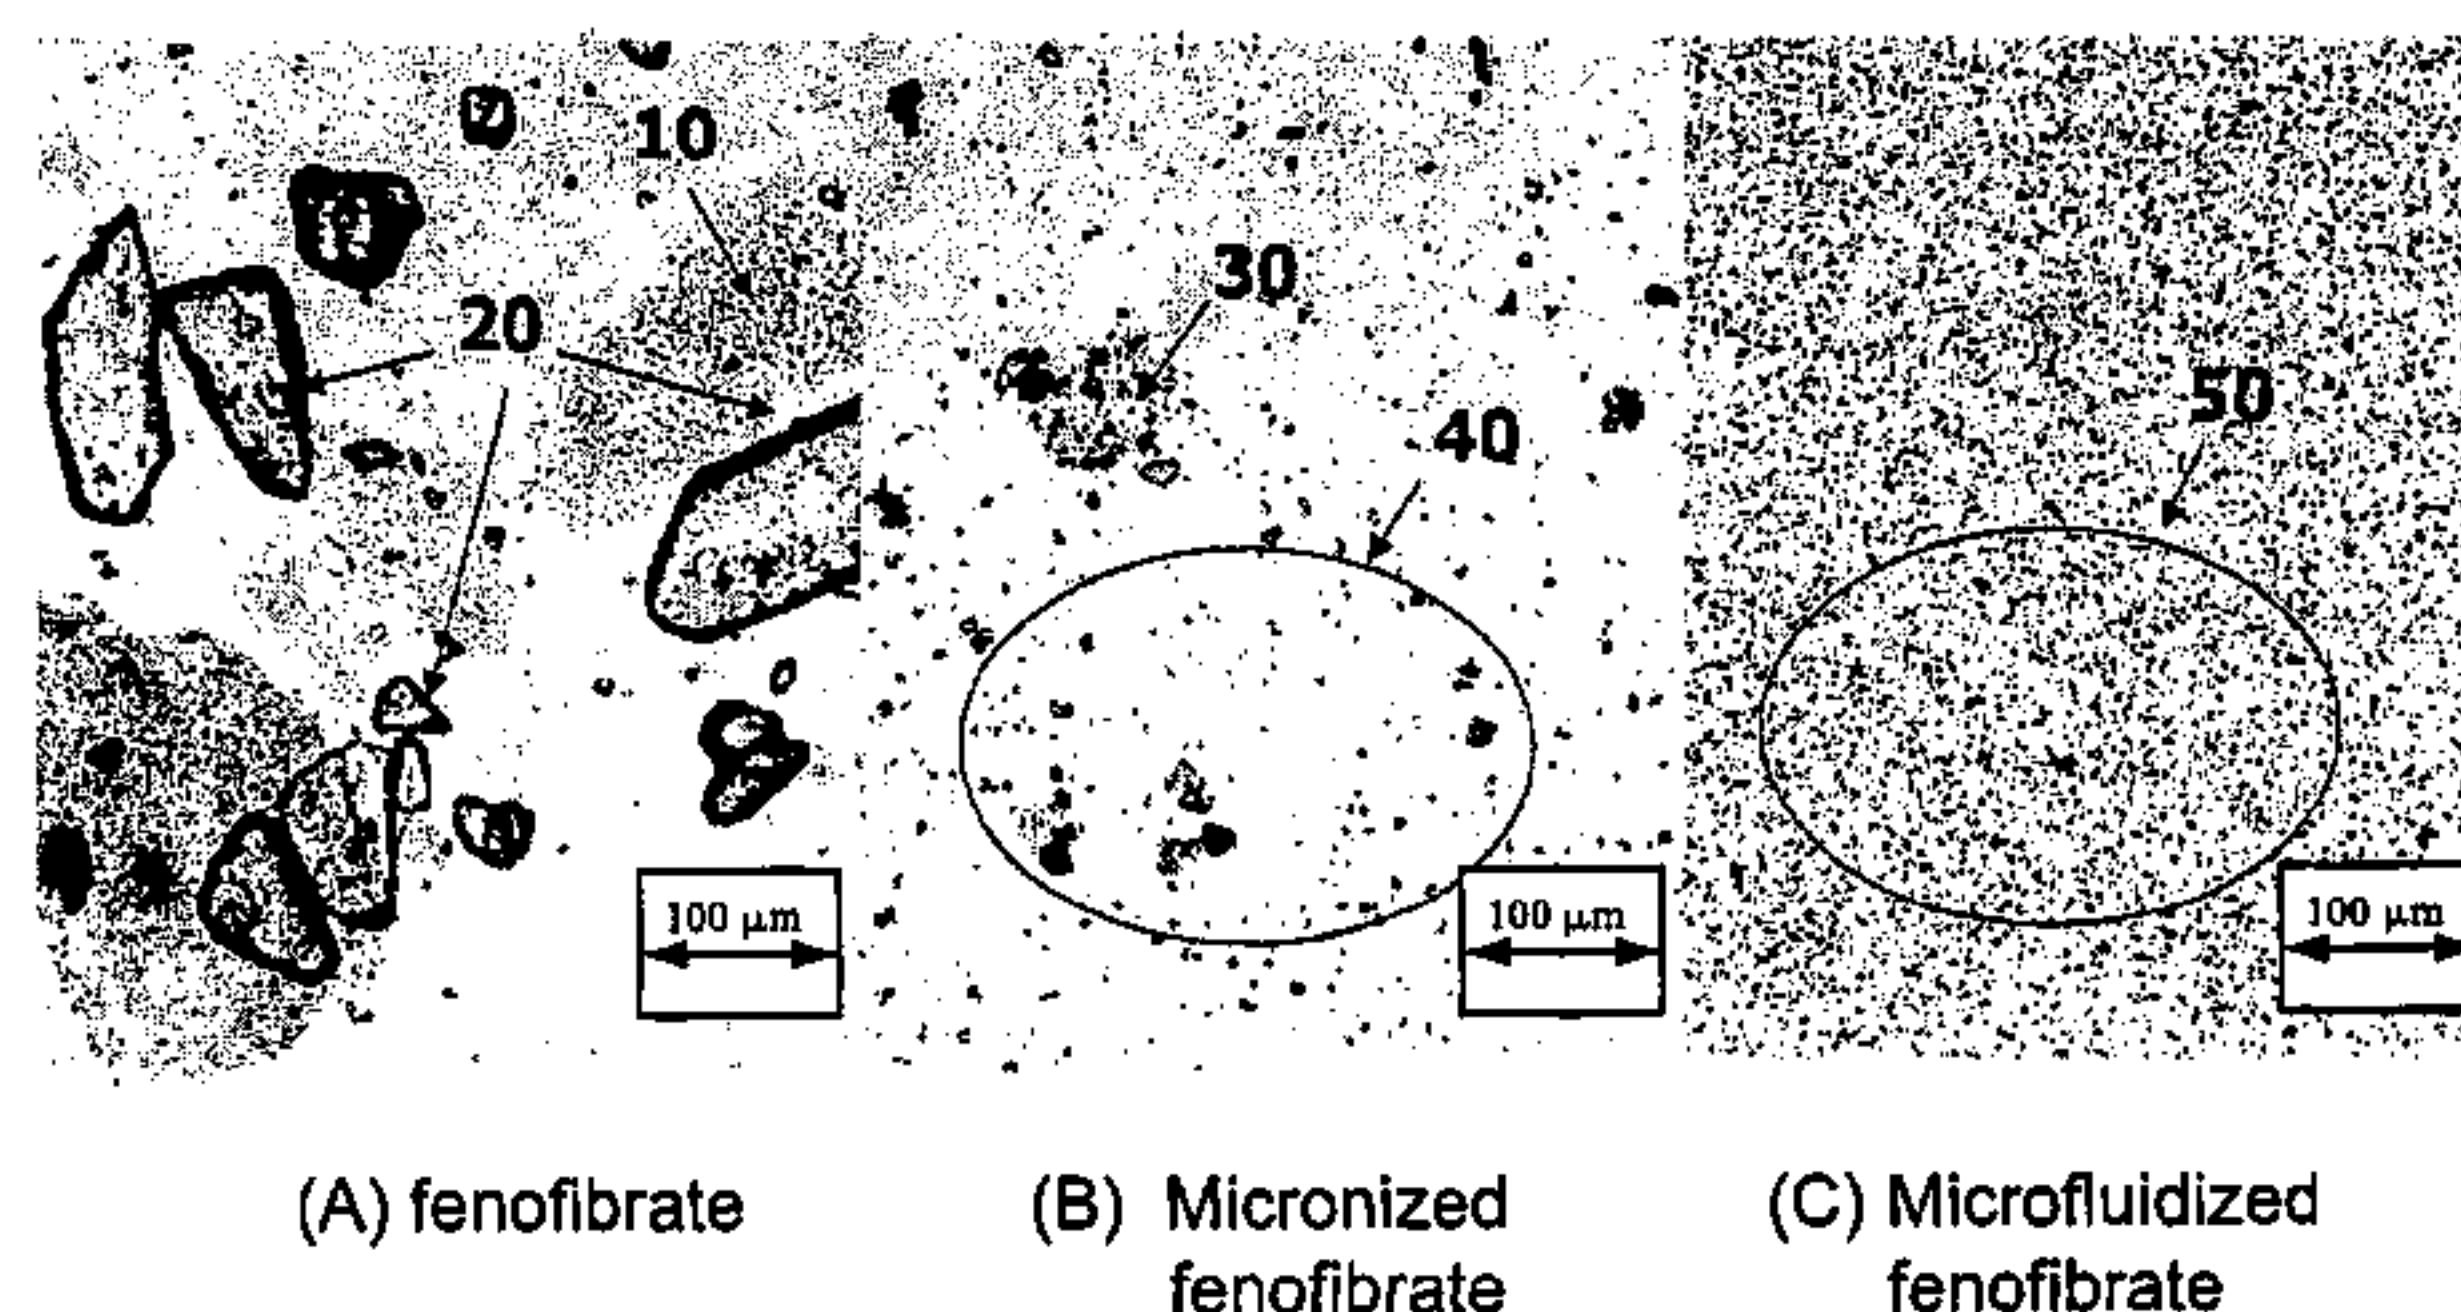 10
20
30
40
50
100 μm
100 μm
100 μm
(A) fenofibrate
(B) Micronized
fenofibrate
(C) Microfluidized
fenofibrate